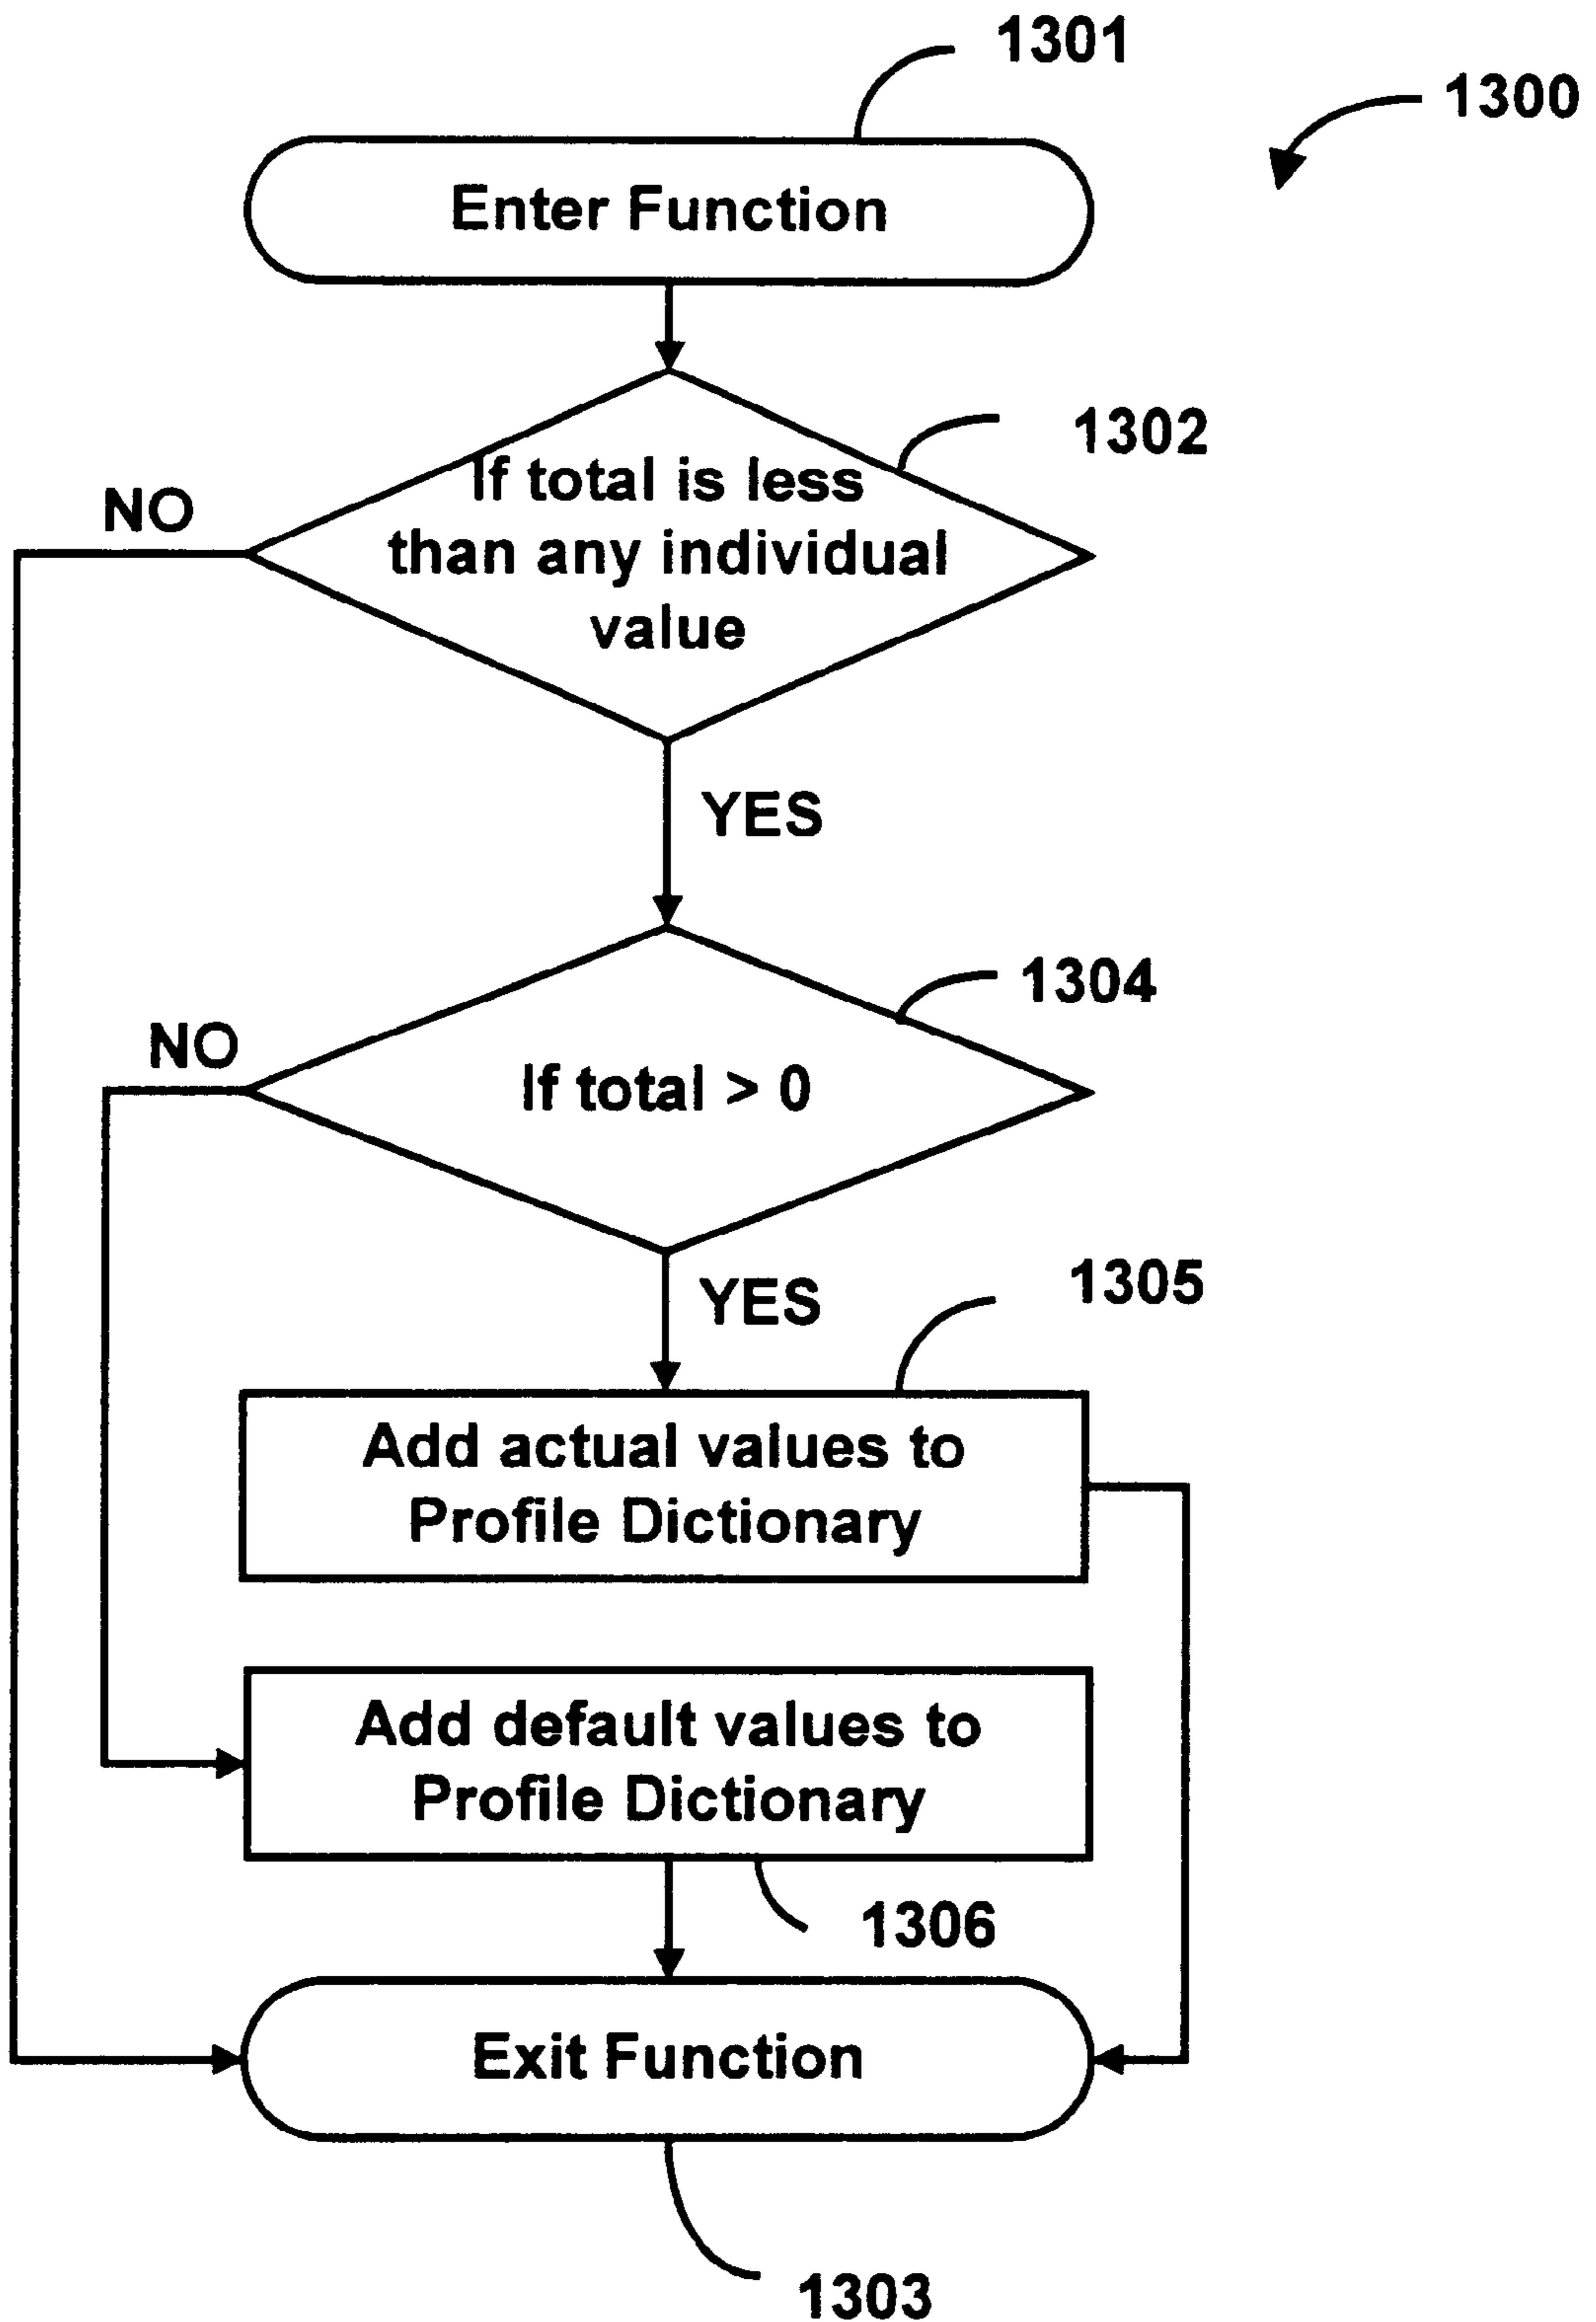 1301
1300
Enter Function
1302
If total is less
than any individual
value
NO
YES
1304
NO
If total > 0
YES
1305
Add actual values to
Profile Dictionary
Add default values to
Profile Dictionary
1306
Exit Function
1303